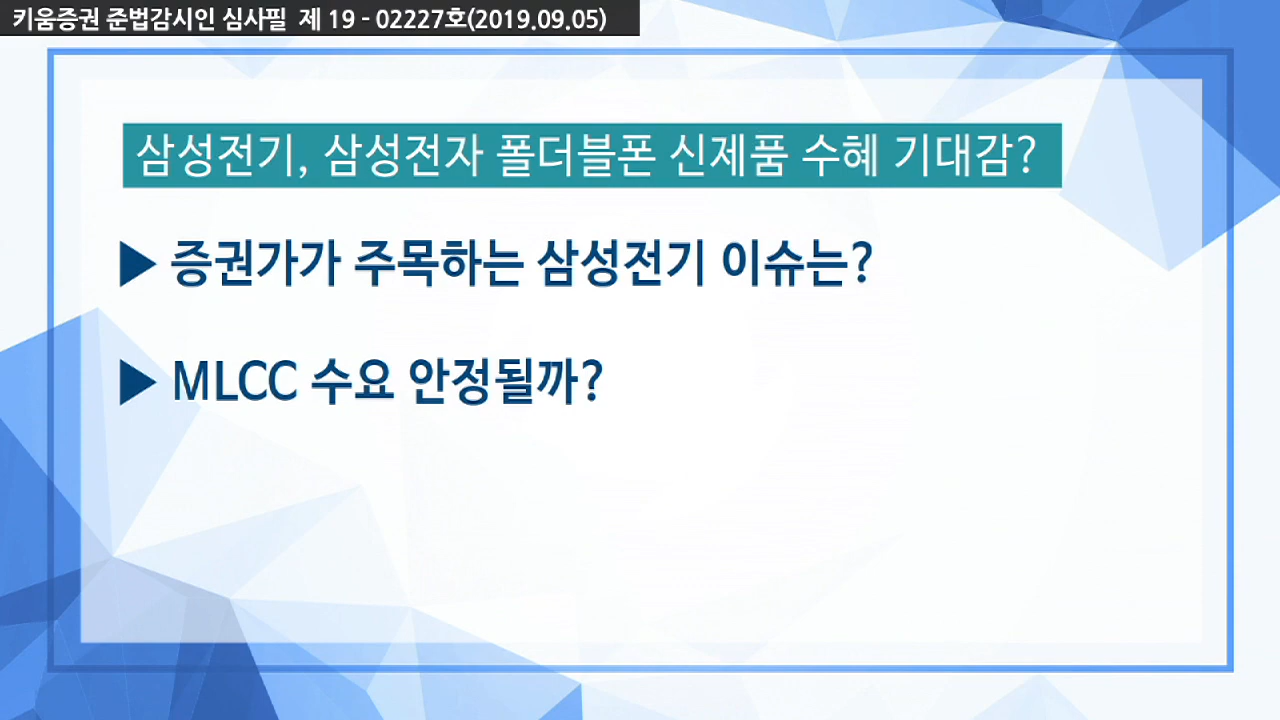 키움증권 준법감시인 심사필 제 19 - 02227호(2019.09.05)
삼성전기, 삼성전자 폴더블폰 신제품 수혜 기대감?
▶ 증권가가 주목하는 삼성전기 이슈는?
▶ MLCC 수요 안정될까?